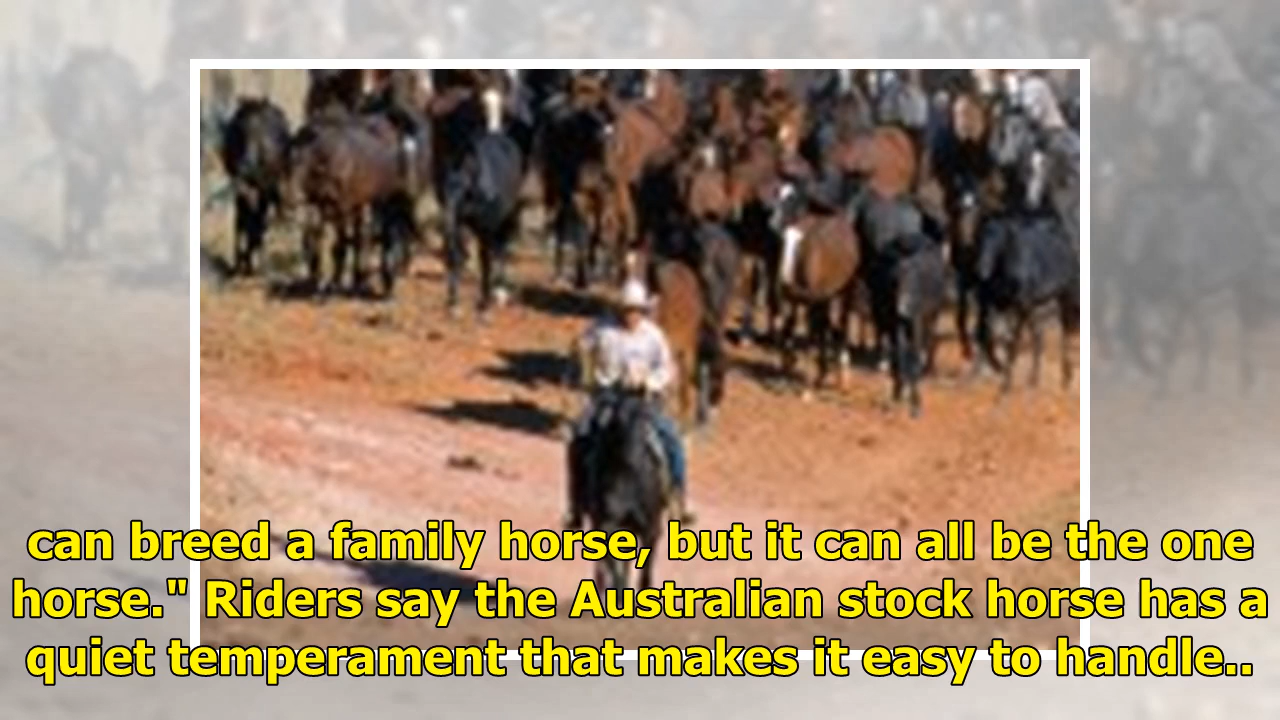 can breed a family horse, but it can all be the one
horse." Riders say the Australian stock horse has a
quiet temperament that makes it easy to handle..